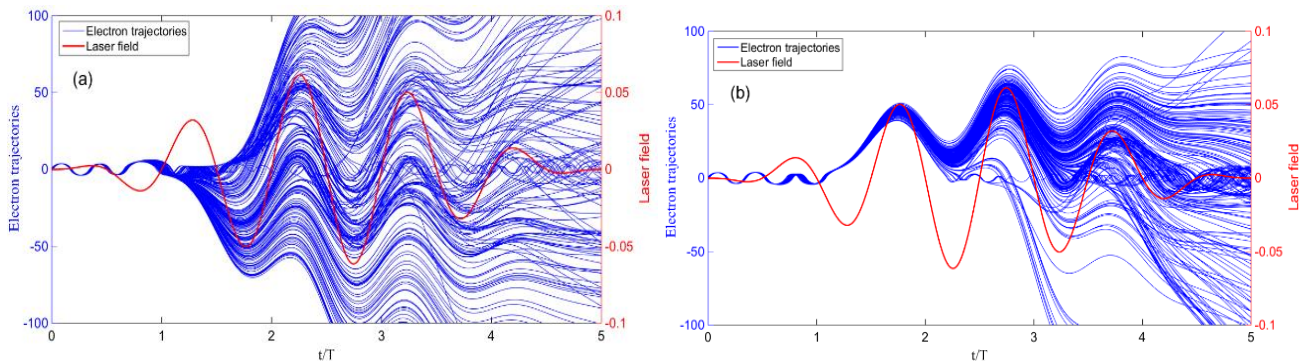 Electron trajectories
Laser field
(a)
100
50
0
-50
-100
0.1
0.05
0
-0.05
-0.1
0
1
2
3
4
5
Electron trajectories
Laser field
t/T
Electron trajectories
Laser field
(b)
100
50
0
-50
-100
0.1
0.05
0
-0.05
-0.1
0
1
2
3
4
5
Electron trajectories
Laser field
t/T